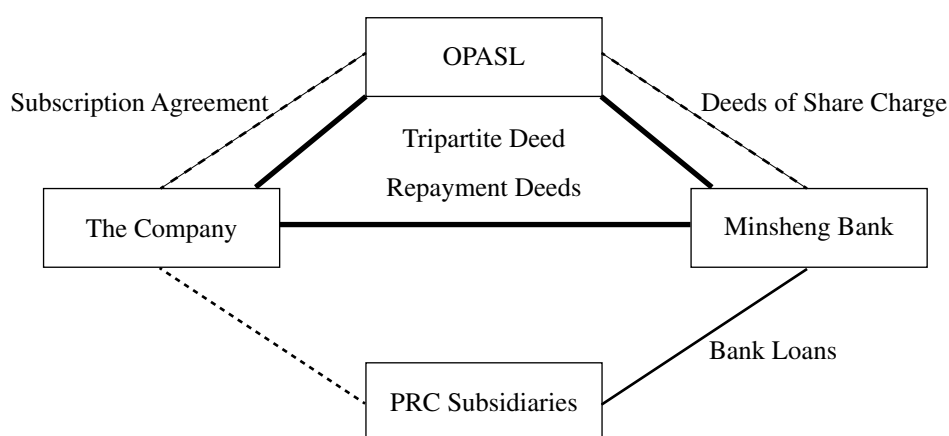 OPASL
Subscription Agreement
Deeds of Share Charge
Tripartite Deed
Repayment Deeds
The Company
Minsheng Bank
Bank Loans
PRC Subsidiaries